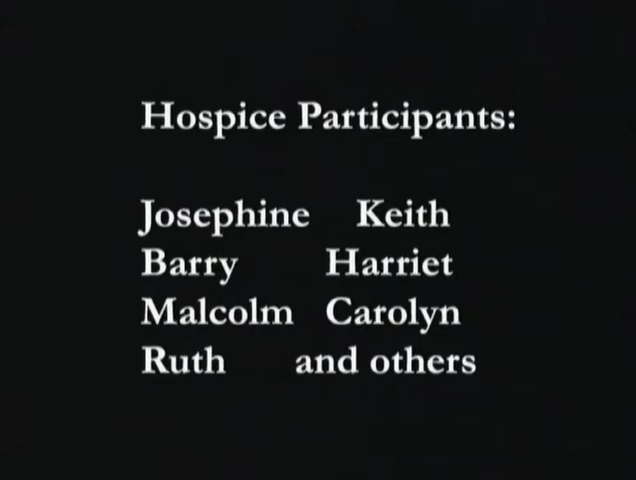 Hospice Participants:
Josephine Keith
Barry Harriet
Malcolm Carolyn
Ruth and others